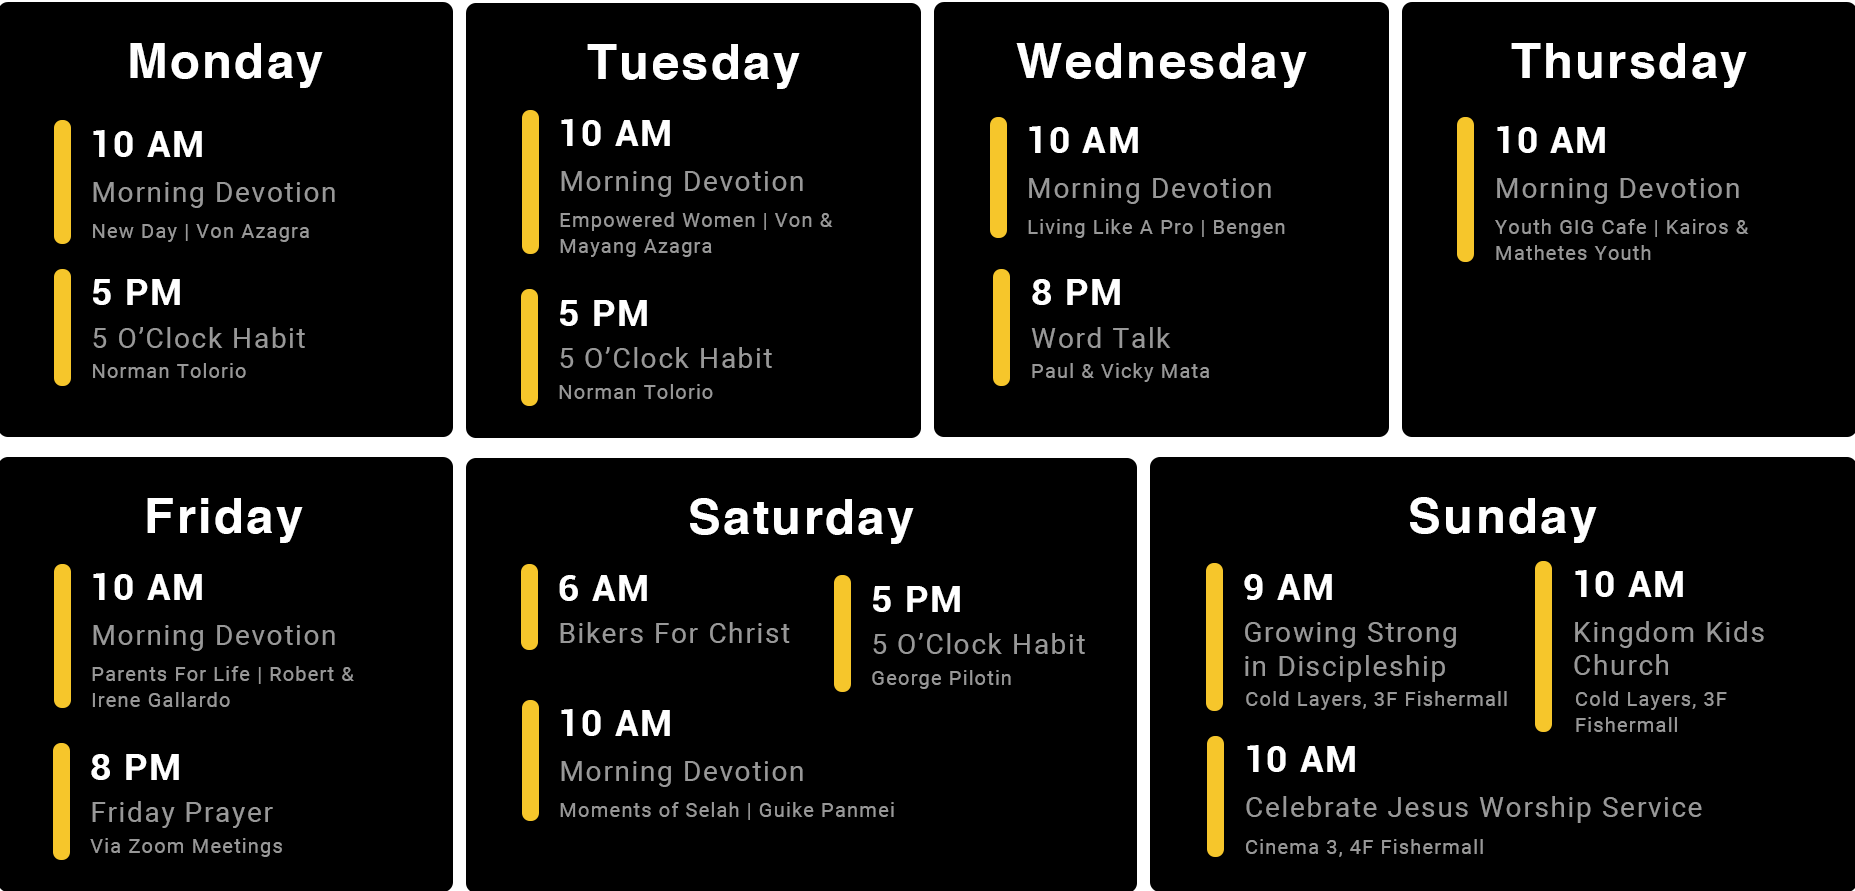 Monday
10 AM
Morning Devotion
New Day | Von Azagra
5 PM
5 O’Clock Habit
Norman Tolorio
Tuesday
10 AM
Morning Devotion
Empowered Women | Von &
Mayang Azagra
5 PM
5 O’Clock Habit
Norman Tolorio
Wednesday
10 AM
Morning Devotion
Living Like A Pro | Bengen
8 PM
Word Talk
Paul & Vicky Mata
Thursday
10 AM
Morning Devotion
Youth GIG Cafe | Kairos &
Mathetes Youth
Friday
10 AM
Morning Devotion
Parents For Life | Robert &
Irene Gallardo
8 PM
Friday Prayer
Via Zoom Meetings
Saturday
6 AM
Bikers For Christ
5 PM
5 O’Clock Habit
George Pilotin
10 AM
Morning Devotion
Moments of Selah | Guike Panmei
Sunday
9 AM
Growing Strong
in Discipleship
Cold Layers, 3F Fishermall
10 AM
Kingdom Kids
Church
Cold Layers, 3F
Fishermall
10 AM
Celebrate Jesus Worship Service
Cinema 3, 4F Fishermall